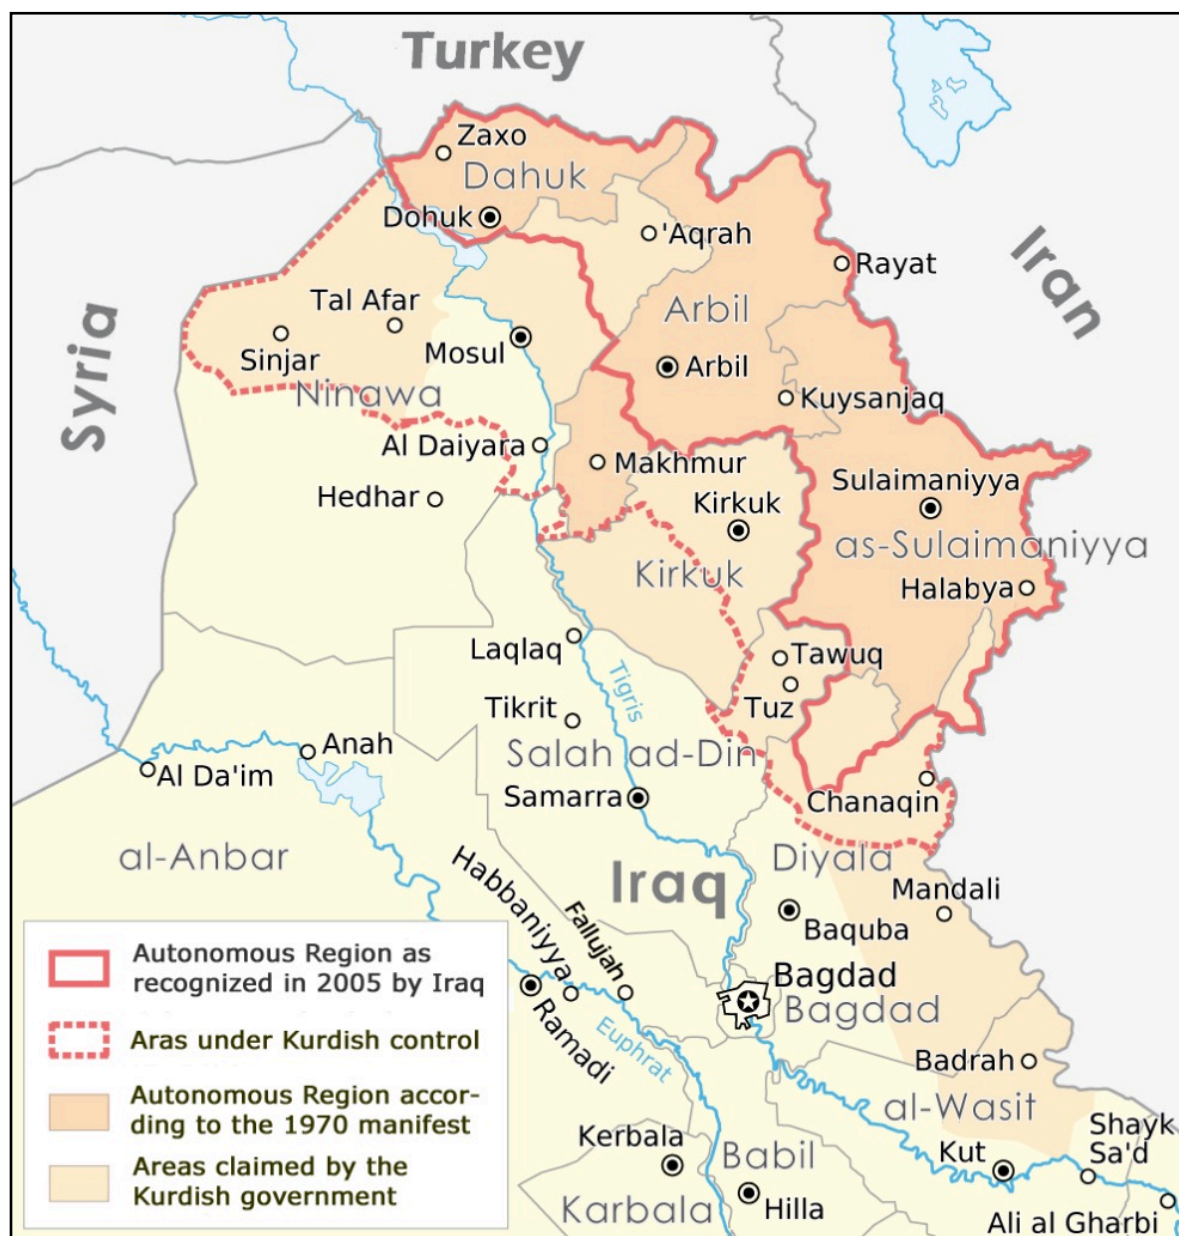 Turkey
Zaxo
Dahuk
Dohuk
'Aqrah
Rayat
Iran
Syria
Tal Afar
Sinjar
Ninawa
Mosul
Arbil
Arbil
Kuysanjaq
Al Daiyara
Makhmur
Hedhar
Kirkuk
Kirkuk
Sulaimaniyya
as-Sulaimaniyya
Halabya
Laqlaq
Tigris
Tawuq
Tuz
Tikrit
Salah ad-Din
Anah
Al Da'im
Samarra
Chanaqin
al-Anbar
Iraq
Diyala
Habbaniyya
Fallujah
Mandali
Baquba
Bagdad
Bagdad
Ramadi
Euphrat
Badrah
al-Wasit
Shayk
Sa'd
Kerbala
Babil
Kut
Karbala
Hilla
Ali al Gharbi
Autonomous Region as
recognized in 2005 by Iraq
Aras under Kurdish control
Autonomous Region accor-
ding to the 1970 manifest
Areas claimed by the
Kurdish government